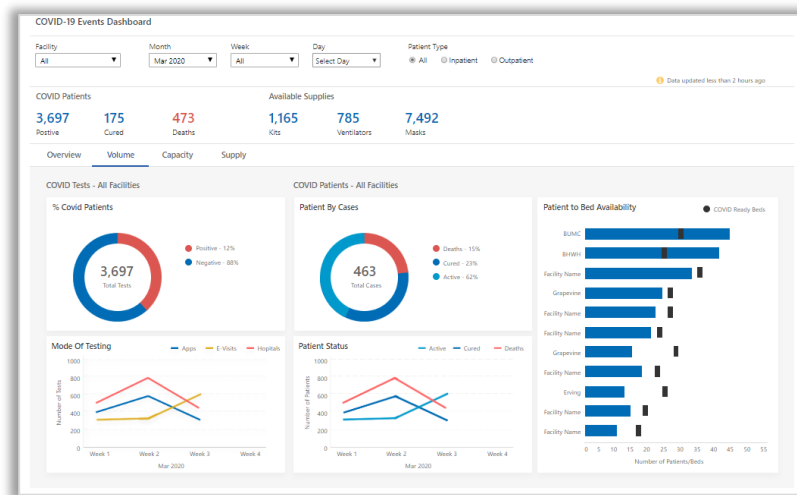 COVID-19 Events Dashboard
Facility Month Week Day Patient Type
All Mar 2020 All Select Day All Inpatient Outpatient
Data updated less than 2 hours ago
COVID Patients Available Supplies
3,697 175 473 1,165 785 7,492
Postive Cured Deaths Kits Ventilators Masks
Overview Volume Capacity Supply
COVID Tests - All Facilities COVID Patients - All Facilities
% Covid Patients
3,697
Total Tests
Positive - 12%
Negative - 88%
Patient By Cases
463
Total Cases
Deaths - 15%
Cured - 23%
Active - 62%
Mode Of Testing
Apps E-Visits Hopitals
Number of Tests
1000
800
600
400
200
0
Week 1 Week 2 Week 3 Week 4
Mar 2020
Patient Status
Active Cured Deaths
Number of Patients
1000
800
600
400
200
0
Week 1 Week 2 Week 3 Week 4
Mar 2020
Patient to Bed Availability
COVID Ready Beds
BUMC
BHWH
Facility Name
Grapevine
Facility Name
Facility Name
Grapevine
Facility Name
Erving
Facility Name
Facility Name
0 5 10 15 20 25 30 35 40 45 50 55
Number of Patients/Beds